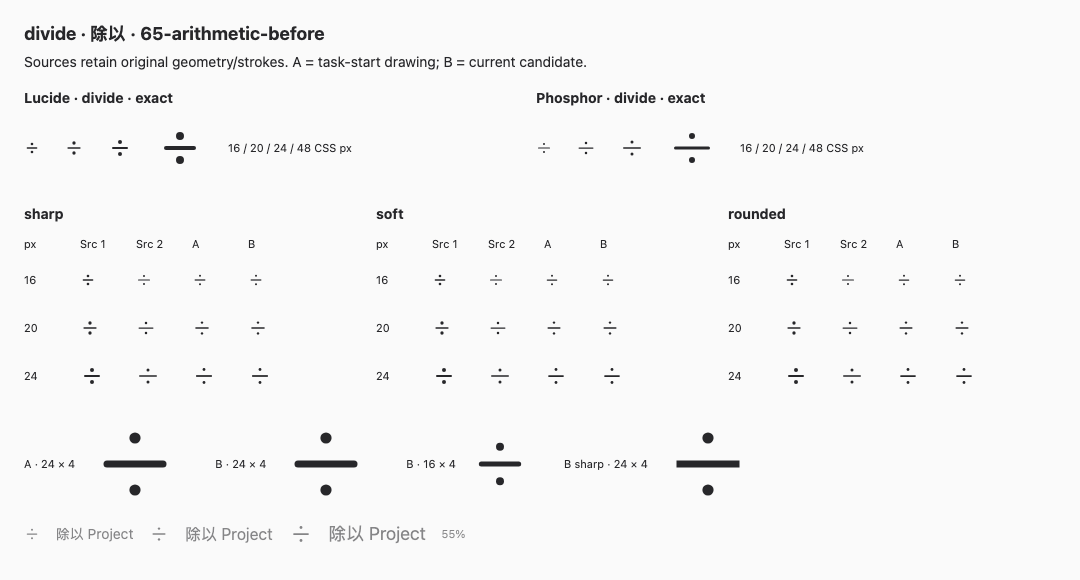 divide · 除以 · 65-arithmetic-before
Sources retain original geometry/strokes. A = task-start drawing; B = current candidate.
Lucide · divide · exact
Phosphor · divide · exact
16 / 20 / 24 / 48 CSS px
16 / 20 / 24 / 48 CSS px
sharp
soft
rounded
px Src 1 Src 2 A B
px Src 1 Src 2 A B
px Src 1 Src 2 A B
16 ÷ ÷ ÷ ÷
16 ÷ ÷ ÷ ÷
16 ÷ ÷ ÷ ÷
20 ÷ ÷ ÷ ÷
20 ÷ ÷ ÷ ÷
20 ÷ ÷ ÷ ÷
24 ÷ ÷ ÷ ÷
24 ÷ ÷ ÷ ÷
24 ÷ ÷ ÷ ÷
A · 24 × 4 ÷
B · 24 × 4 ÷
B · 16 × 4 ÷
B sharp · 24 × 4 ÷
÷ 除以 Project ÷ 除以 Project ÷ 除以 Project 55%